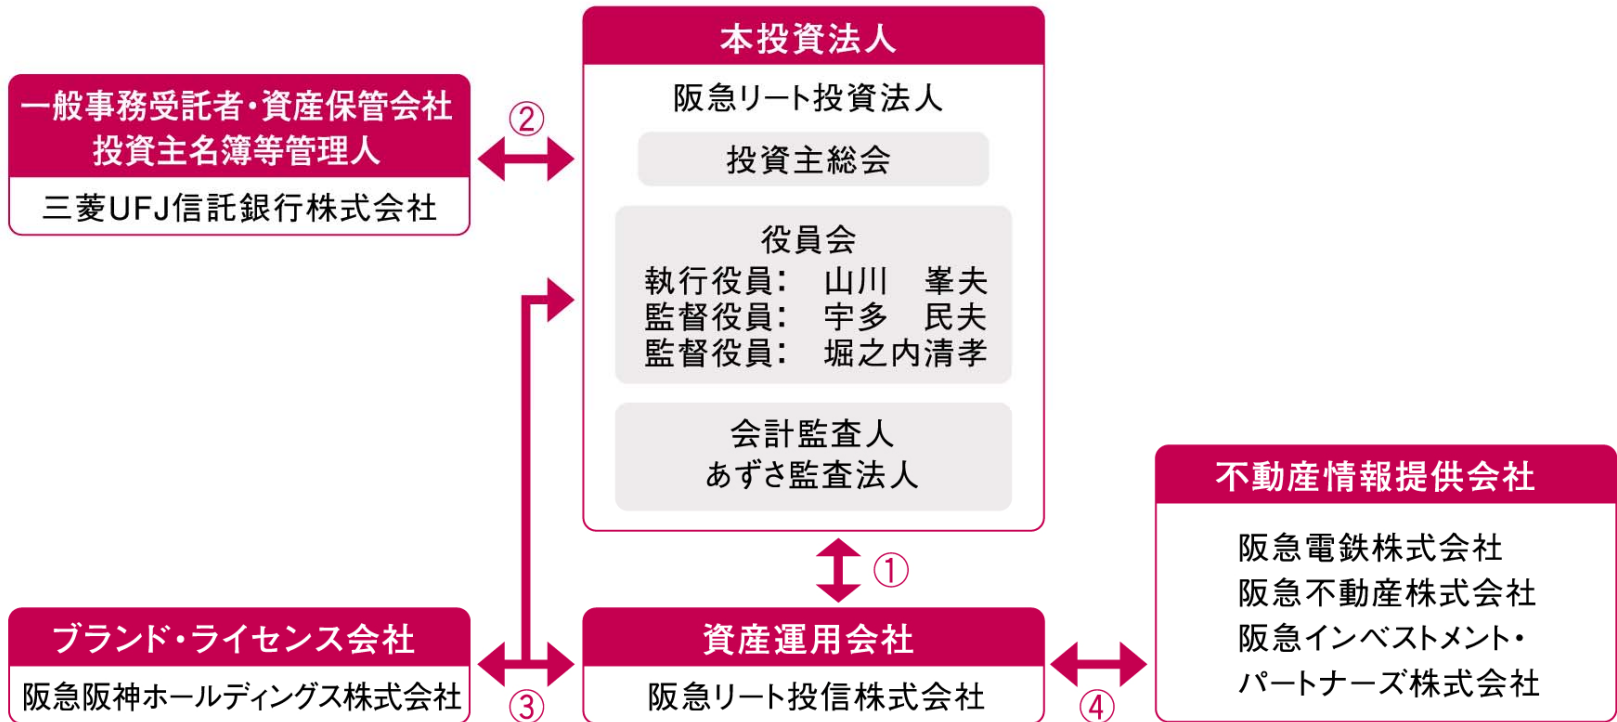 本投資法人
阪急リート投資法人
投資主総会
役員会
執行役員： 山川　峯夫
監督役員： 宇多　民夫
監督役員： 堀之内清孝
会計監査人
あずさ監査法人
一般事務受託者・資産保管会社
投資主名簿等管理人
三菱UFJ信託銀行株式会社
②
①
ブランド・ライセンス会社
阪急阪神ホールディングス株式会社
③
資産運用会社
阪急リート投信株式会社
④
不動産情報提供会社
阪急電鉄株式会社
阪急不動産株式会社
阪急インベストメント・
パートナーズ株式会社